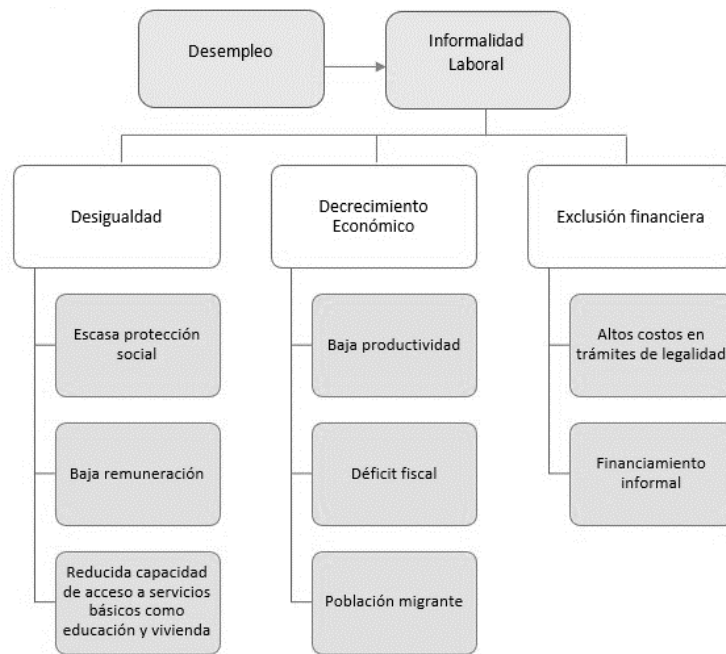 Desempleo
Informalidad
Laboral
Desigualdad
Decrecimiento
Económico
Exclusión financiera
Escasa protección
social
Baja productividad
Altos costos en
trámites de legalidad
Baja remuneración
Déficit fiscal
Financiamiento
informal
Reducida capacidad
de acceso a servicios
básicos como
educación y vivienda
Población migrante